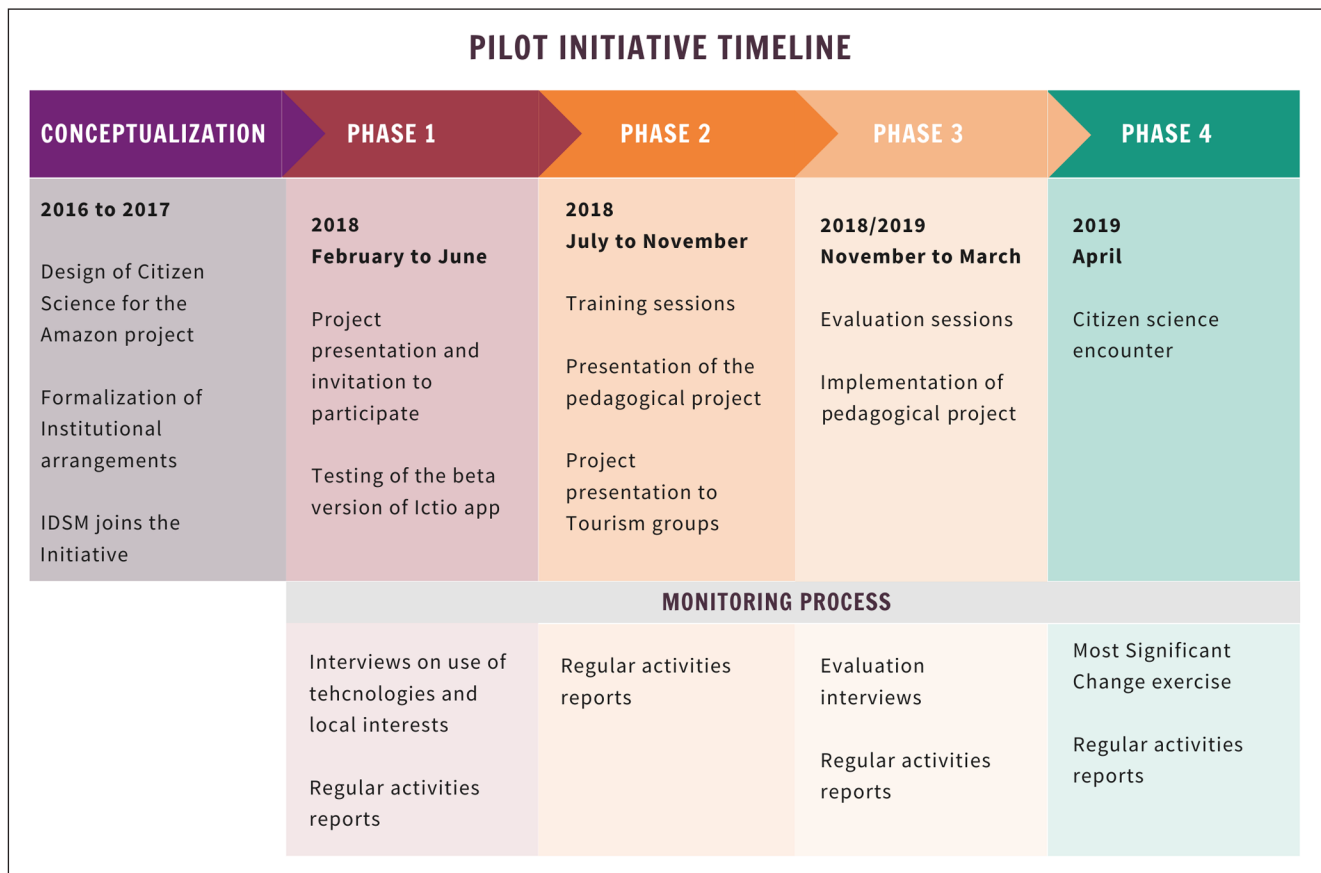 PILOT INITIATIVE TIMELINE
CONCEPTUALIZATION
PHASE 1
PHASE 2
PHASE 3
PHASE 4
2016 to 2017
Design of Citizen
Science for the
Amazon project
Formalization of
Institutional
arrangements
IDSM joins the
Initiative
2018
February to June
Project
presentation and
invitation to
participate
Testing of the beta
version of Ictio app
2018
July to November
Training sessions
Presentation of the
pedagogical project
Project
presentation to
Tourism groups
2018/2019
November to March
Evaluation sessions
Implementation of
pedagogical project
2019
April
Citizen science
encounter
MONITORING PROCESS
Interviews on use of
tehcnologies and
local interests
Regular activities
reports
Regular activities
reports
Evaluation
interviews
Regular activities
reports
Most Significant
Change exercise
Regular activities
reports